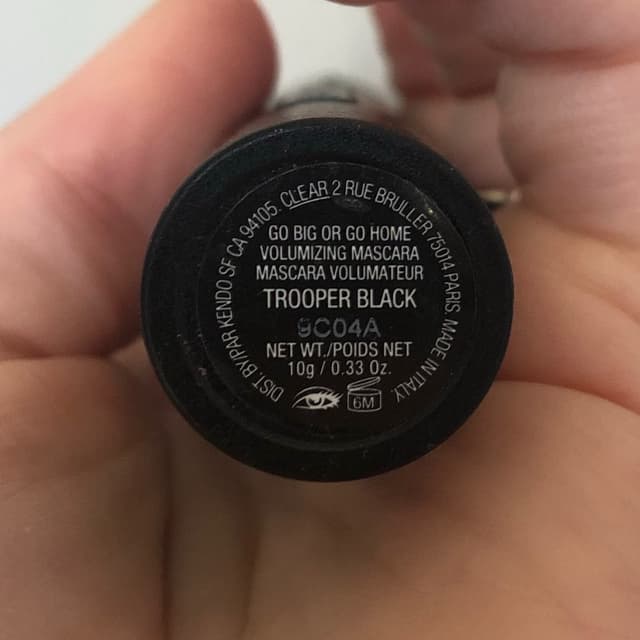 DIST. BY/PAR KENDO SF CA 94105. CLEAR 2 RUE BRULLER 75014 PARIS. MADE IN ITALY.
GO BIG OR GO HOME
VOLUMIZING MASCARA
MASCARA VOLUMATEUR
TROOPER BLACK
9C04A
NET WT./POIDS NET
10g / 0.33 Oz.
6M